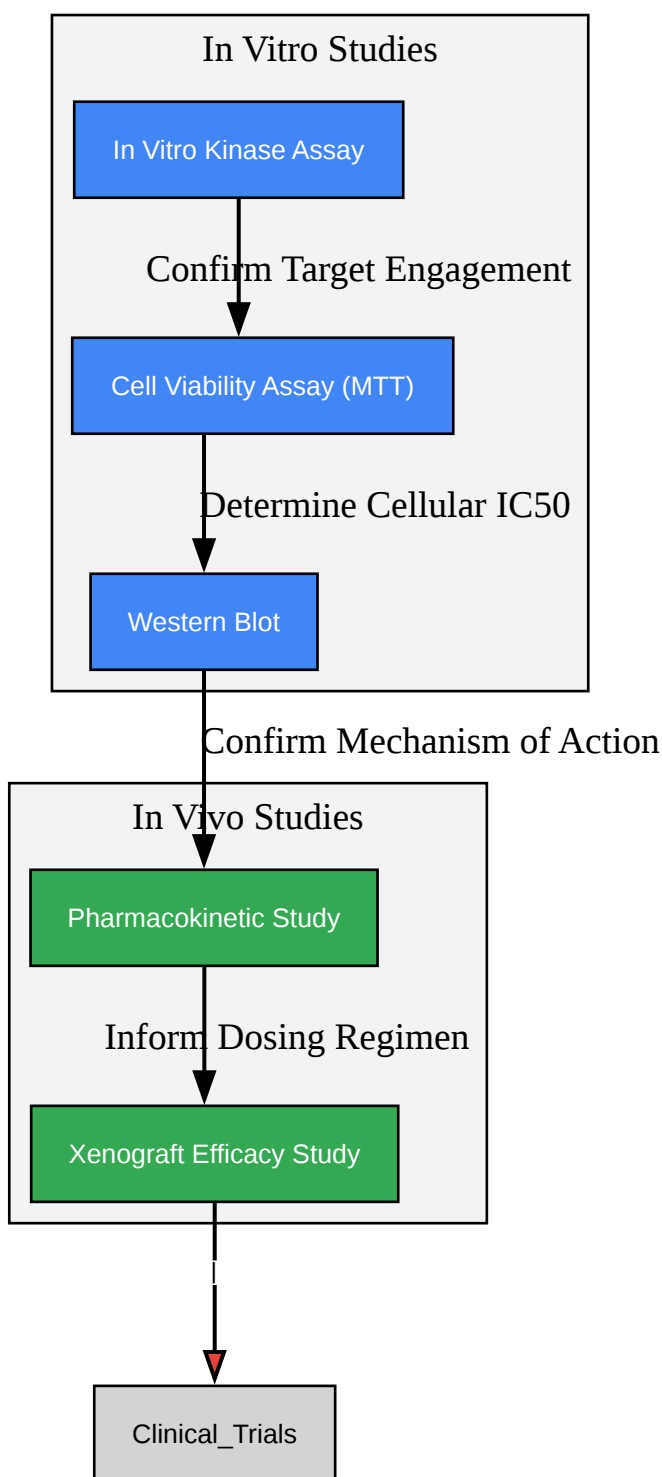 In Vitro Studies
In Vitro Kinase Assay
Confirm Target Engagement
Cell Viability Assay (MTT)
Determine Cellular IC50
Western Blot
Confirm Mechanism of Action
In Vivo Studies
Pharmacokinetic Study
Inform Dosing Regimen
Xenograft Efficacy Study
Clinical_Trials